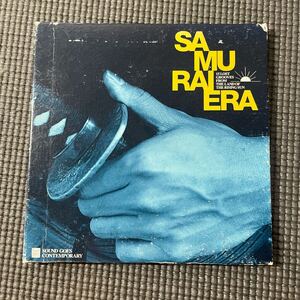 SA
MU
RAI
ERA
15 LOST
GROOVES
FROM
THE LAND OF
THE RISING SUN
SOUND GOES
CONTEMPORARY